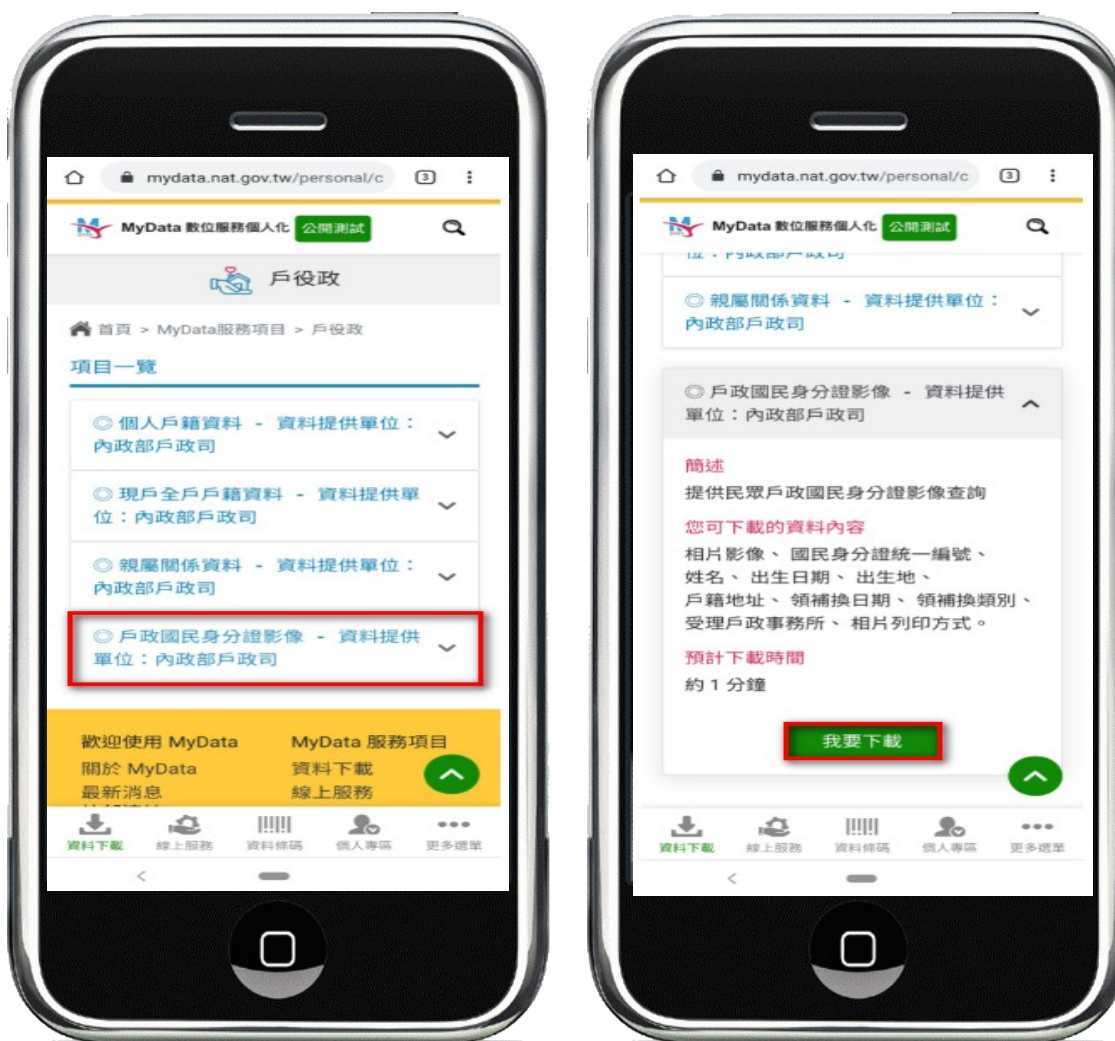 mydata.nat.gov.tw/personal/c
3
MyData 數位服務個人化 公開測試
戶役政
首頁 > MyData服務項目 > 戶役政
項目一覽
◎ 個人戶籍資料 - 資料提供單位：
內政部戶政司
◎ 現戶全戶戶籍資料 - 資料提供單
位：內政部戶政司
◎ 親屬關係資料 - 資料提供單位：
內政部戶政司
◎ 戶政國民身分證影像 - 資料提供
單位：內政部戶政司
歡迎使用 MyData
關於 MyData
最新消息
MyData 服務項目
資料下載
線上服務
資料下載
線上服務
資料條碼
個人專區
更多選單
mydata.nat.gov.tw/personal/c
3
MyData 數位服務個人化 公開測試
位：內政部戶政司
◎ 親屬關係資料 - 資料提供單位：
內政部戶政司
◎ 戶政國民身分證影像 - 資料提供
單位：內政部戶政司
簡述
提供民眾戶政國民身分證影像查詢
您可下載的資料內容
相片影像、 國民身分證統一編號、
姓名、 出生日期、 出生地、
戶籍地址、 領補換日期、 領補換類別、
受理戶政事務所、 相片列印方式。
預計下載時間
約 1 分鐘
我要下載
資料下載
線上服務
資料條碼
個人專區
更多選單